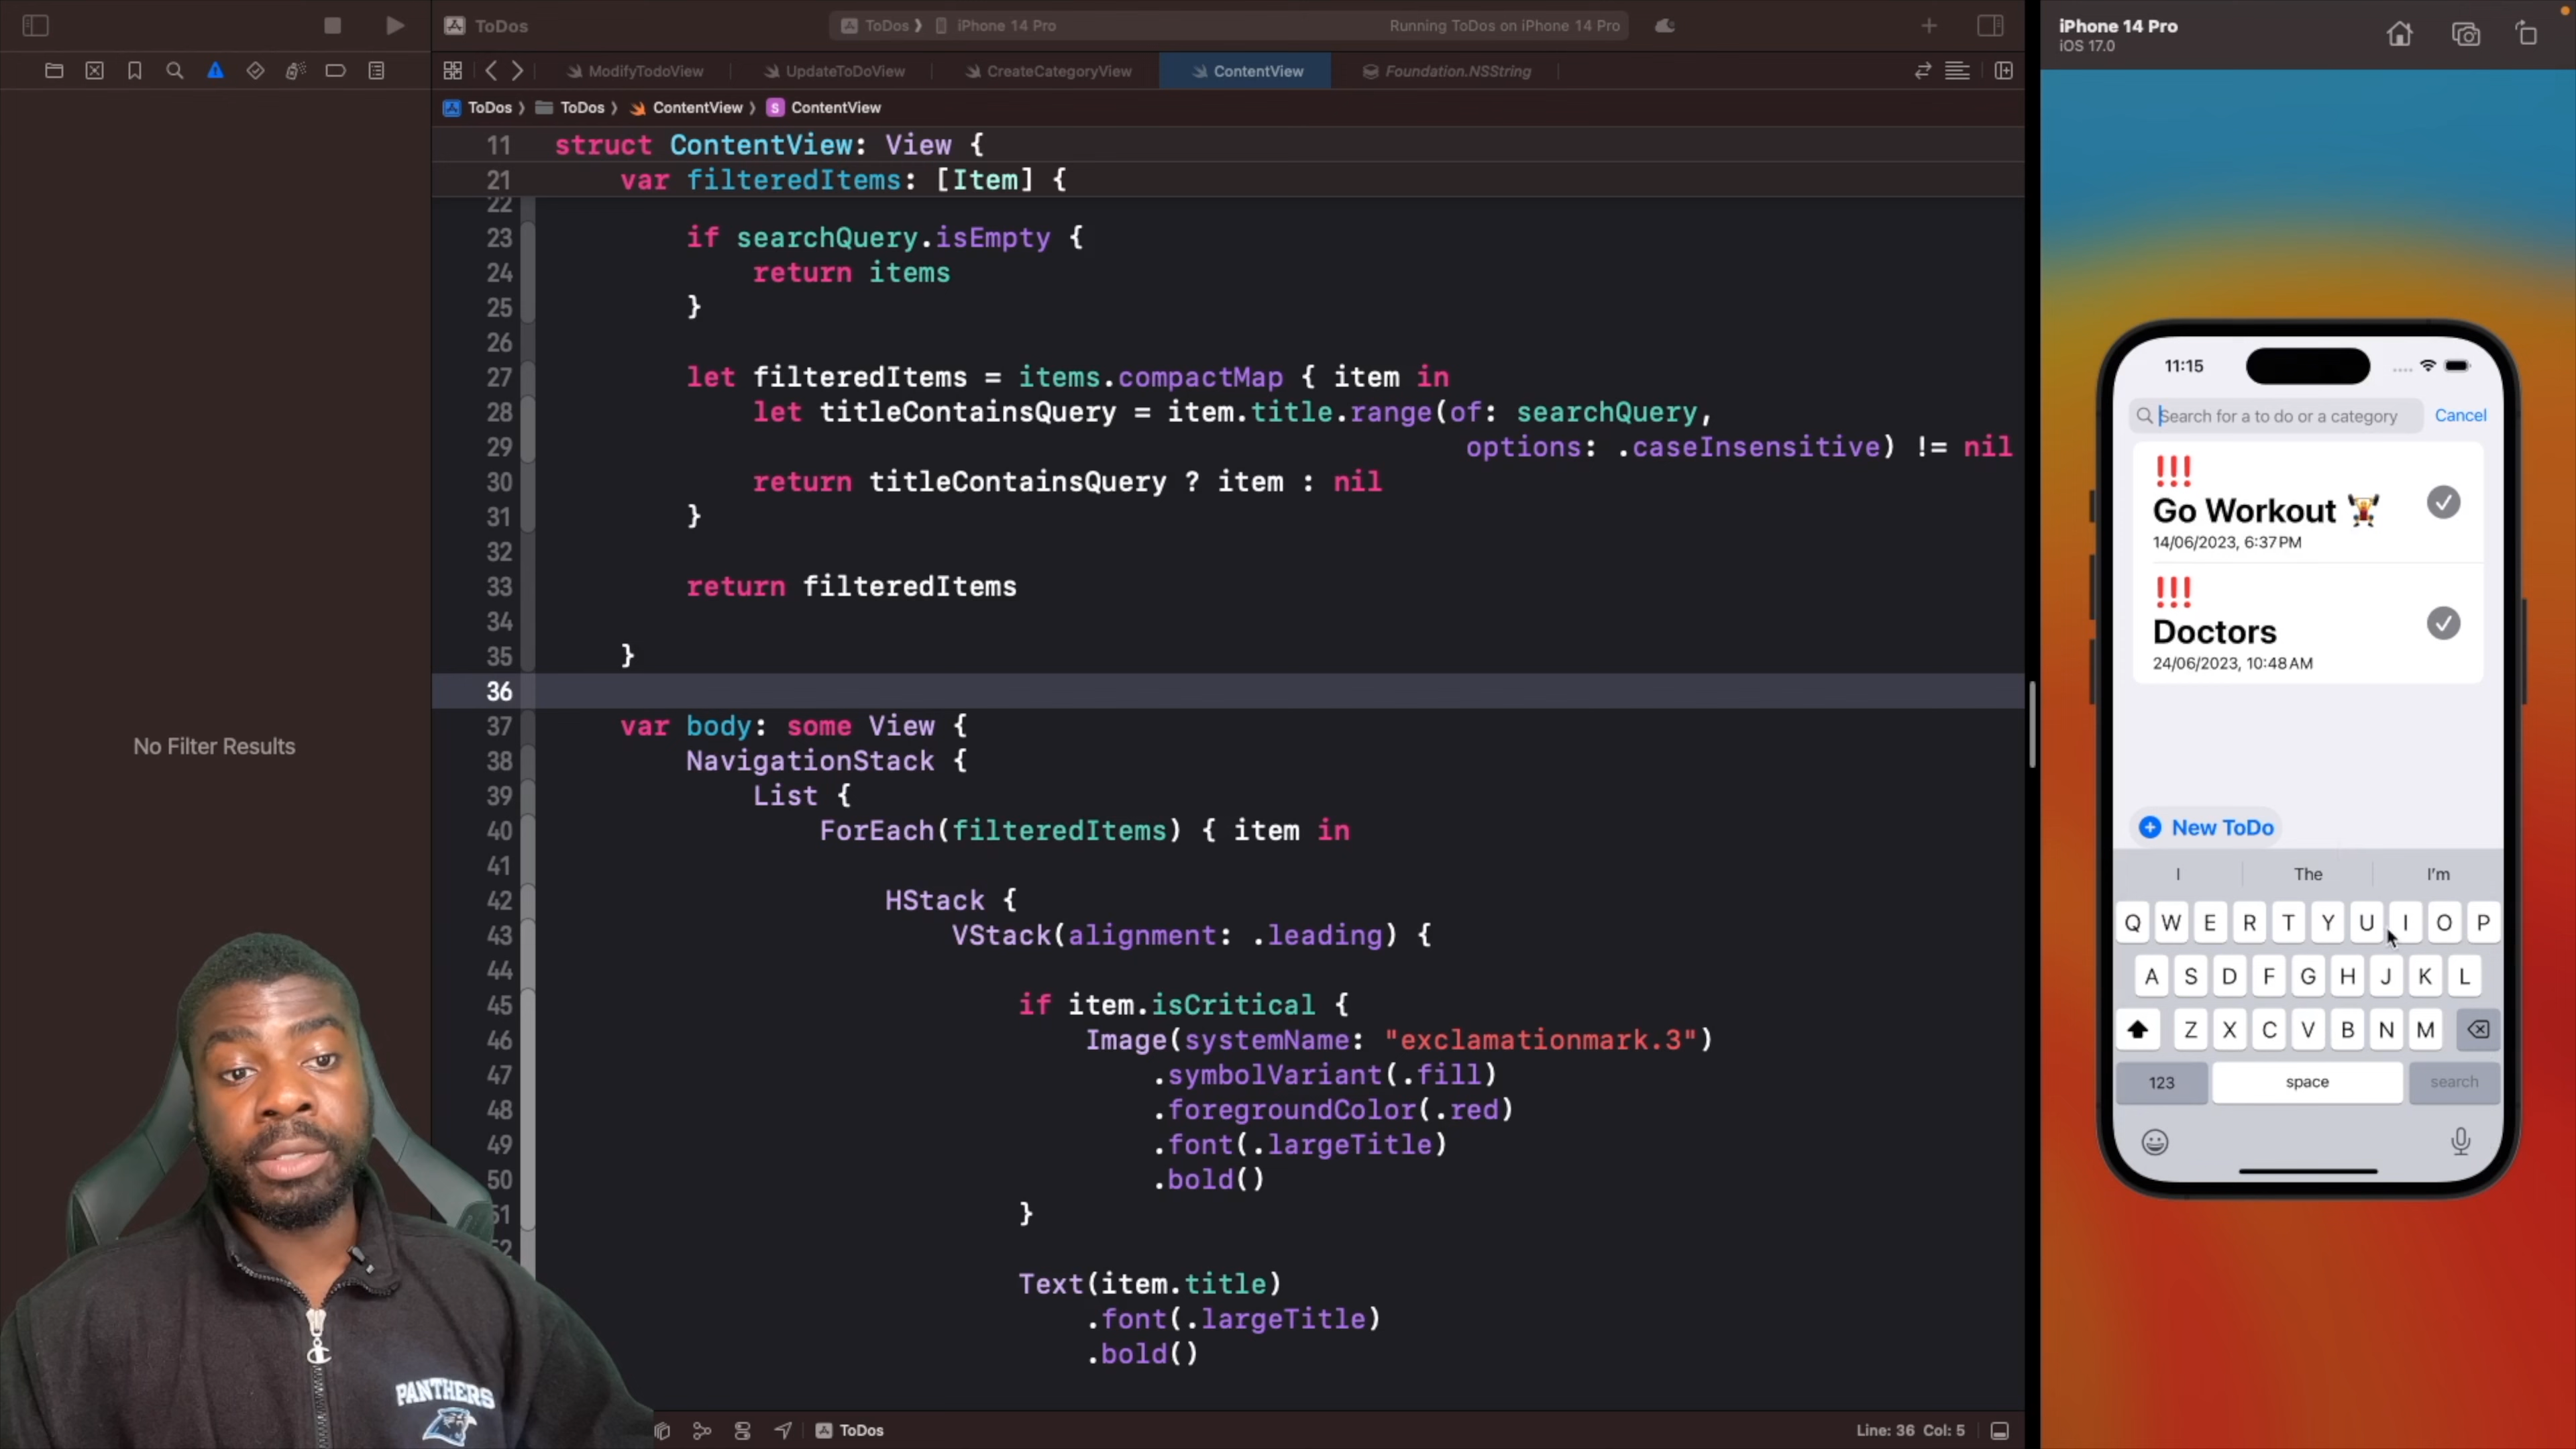 ToDos
ToDos ❯ iPhone 14 Pro
Running ToDos on iPhone 14 Pro
ModifyTodoView
UpdateToDoView
CreateCategoryView
ContentView
Foundation.NSString
ToDos ❯ ToDos ❯ ContentView ❯ S ContentView
11 struct ContentView: View {
21 var filteredItems: [Item] {
22
23 if searchQuery.isEmpty {
24 return items
25 }
26
27 let filteredItems = items.compactMap { item in
28 let titleContainsQuery = item.title.range(of: searchQuery,
29 options: .caseInsensitive) != nil
30 return titleContainsQuery ? item : nil
31 }
32
33 return filteredItems
34
35 }
36
37 var body: some View {
38 NavigationStack {
39 List {
40 ForEach(filteredItems) { item in
41
42 HStack {
43 VStack(alignment: .leading) {
44
45 if item.isCritical {
46 Image(systemName: "exclamationmark.3")
47 .symbolVariant(.fill)
48 .foregroundColor(.red)
49 .font(.largeTitle)
50 .bold()
51 }
52
Text(item.title)
.font(.largeTitle)
.bold()
No Filter Results
PANTHERS
ToDos
Line: 36 Col: 5
iPhone 14 Pro
iOS 17.0
11:15
Search for a to do or a category
Cancel
!!!
Go Workout 🏋
14/06/2023, 6:37 PM
!!!
Doctors
24/06/2023, 10:48 AM
New ToDo
I The I'm
Q W E R T Y U I O P
A S D F G H J K L
Z X C V B N M
123 space search